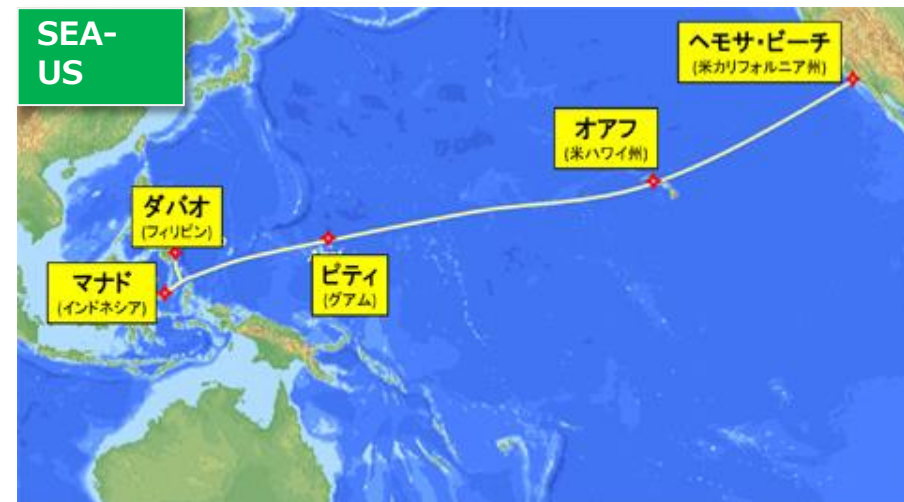 SEA-
US
ヘモサ・ビーチ
(米カリフォルニア州)
オアフ
(米ハワイ州)
ダバオ
(フィリピン)
マナド
(インドネシア)
ピティ
(グアム)